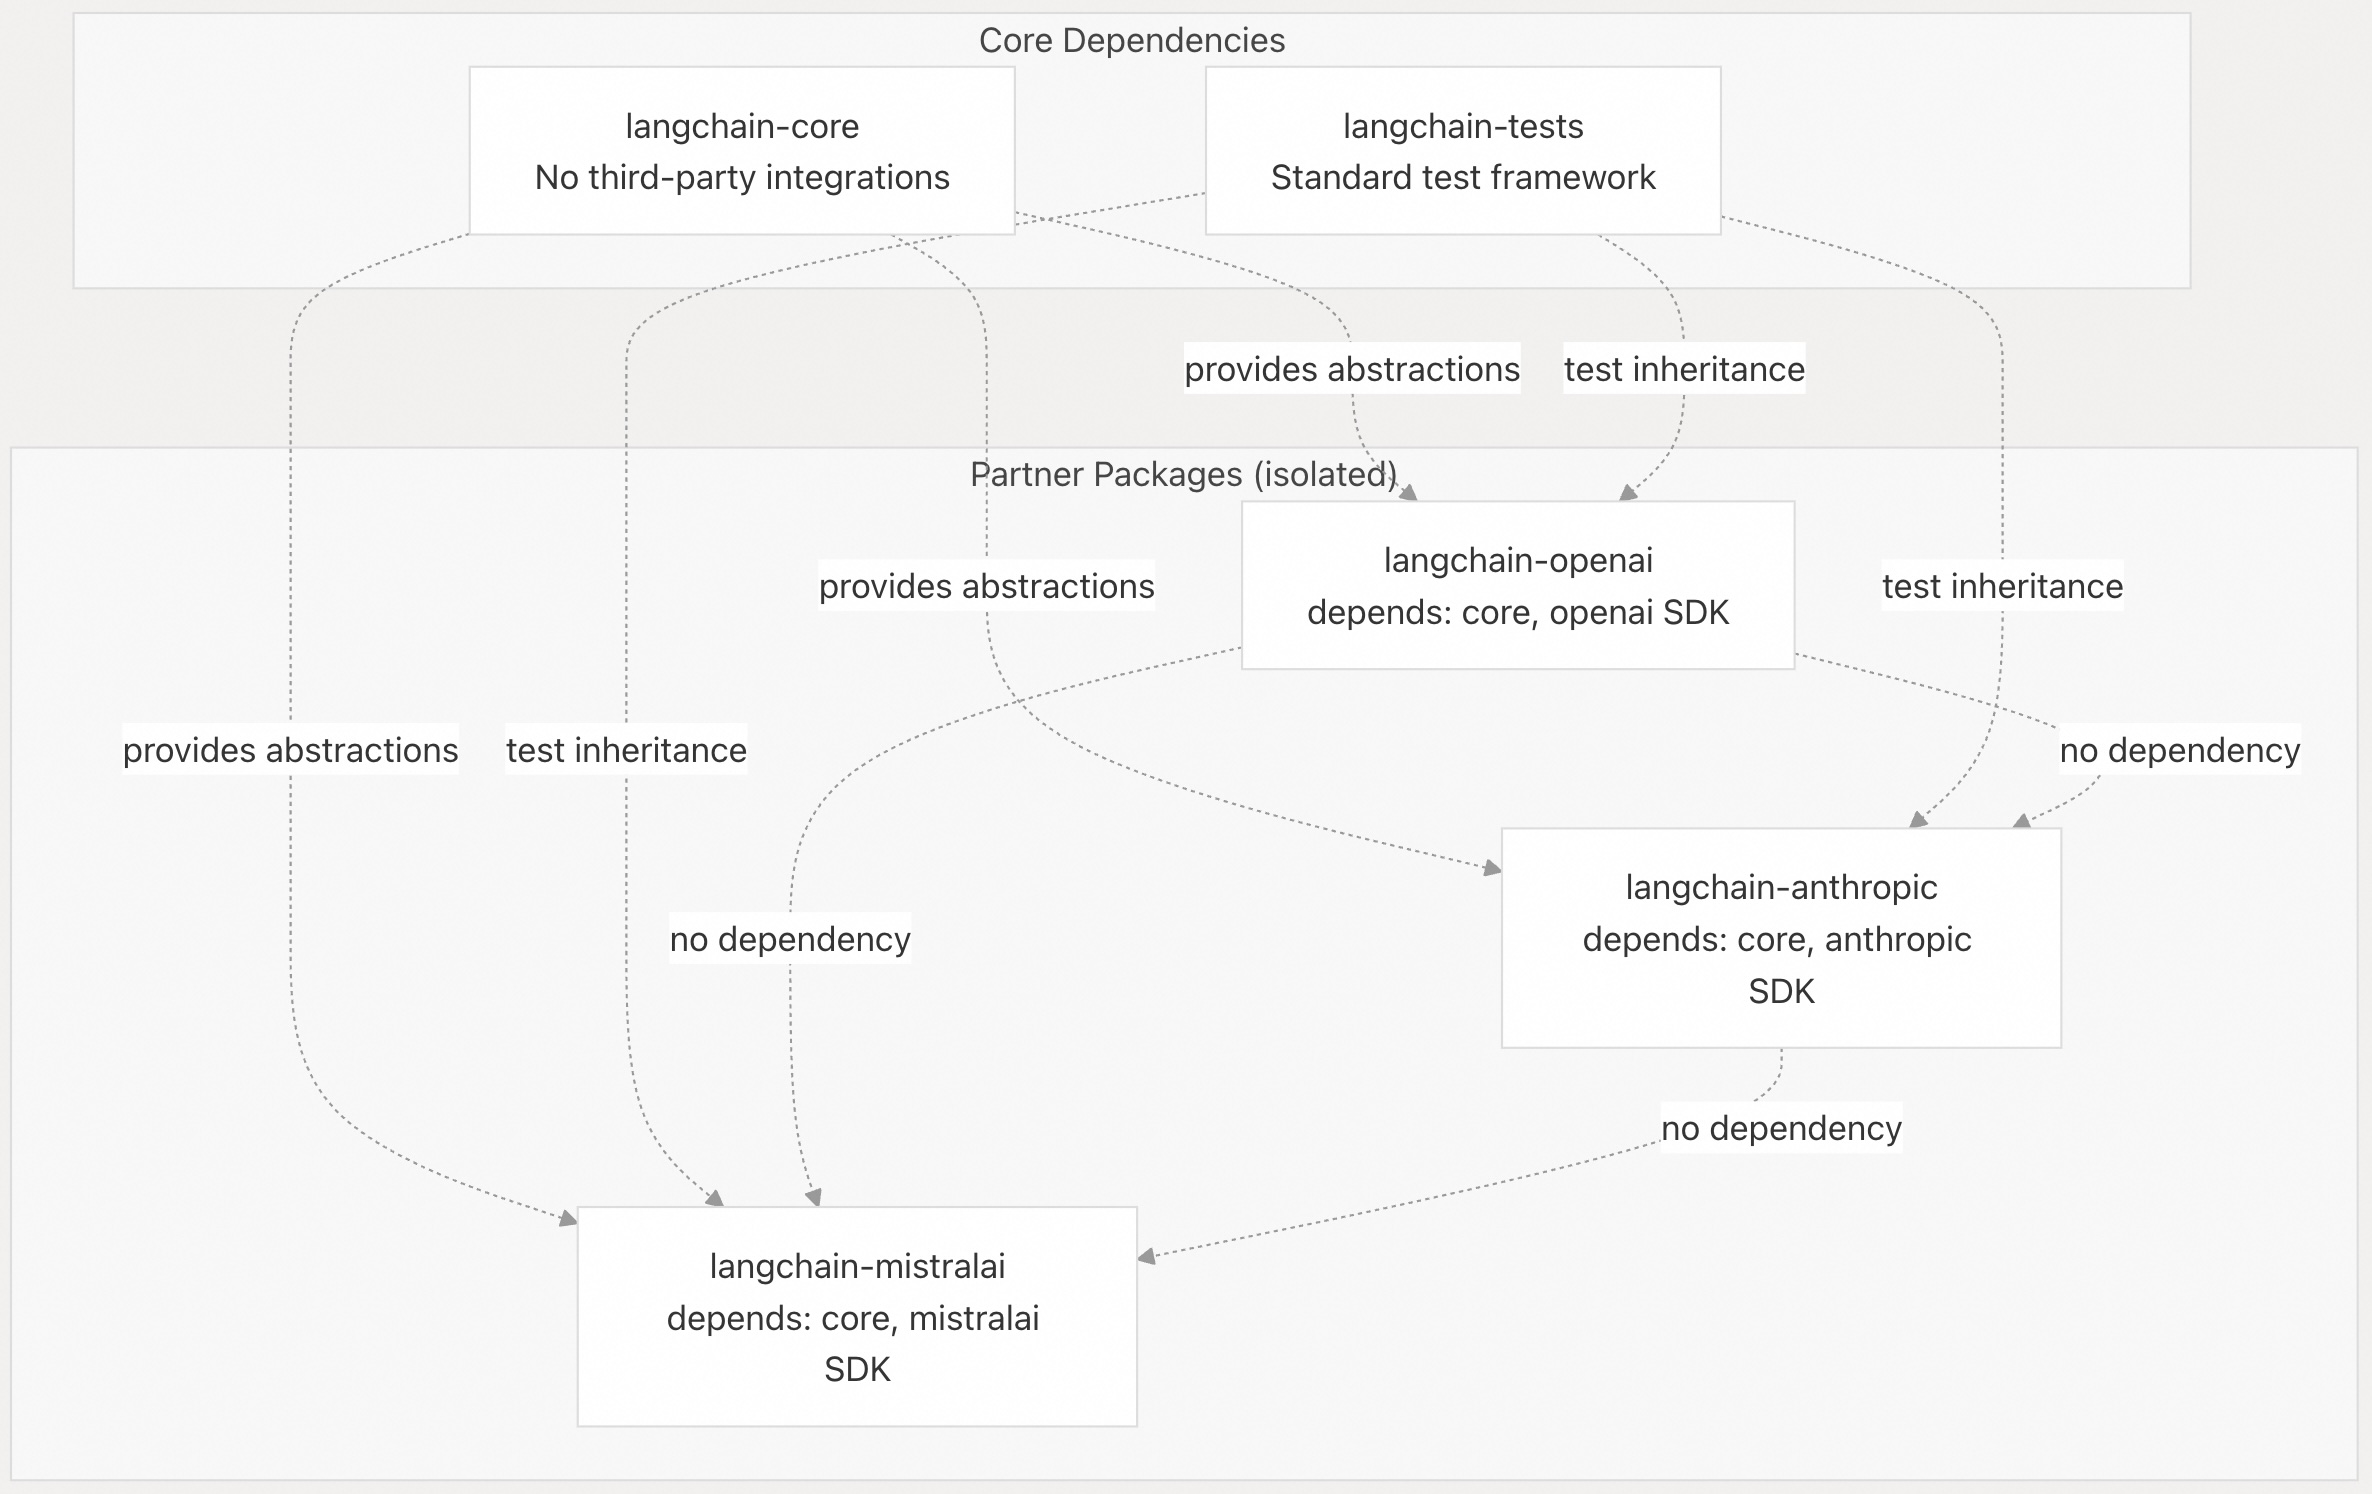 Core Dependencies
langchain-core
No third-party integrations
langchain-tests
Standard test framework
provides abstractions
test inheritance
Partner Packages (isolated)
langchain-openai
depends: core, openai SDK
provides abstractions
test inheritance
provides abstractions
test inheritance
no dependency
langchain-anthropic
depends: core, anthropic
SDK
no dependency
no dependency
langchain-mistralai
depends: core, mistralai
SDK